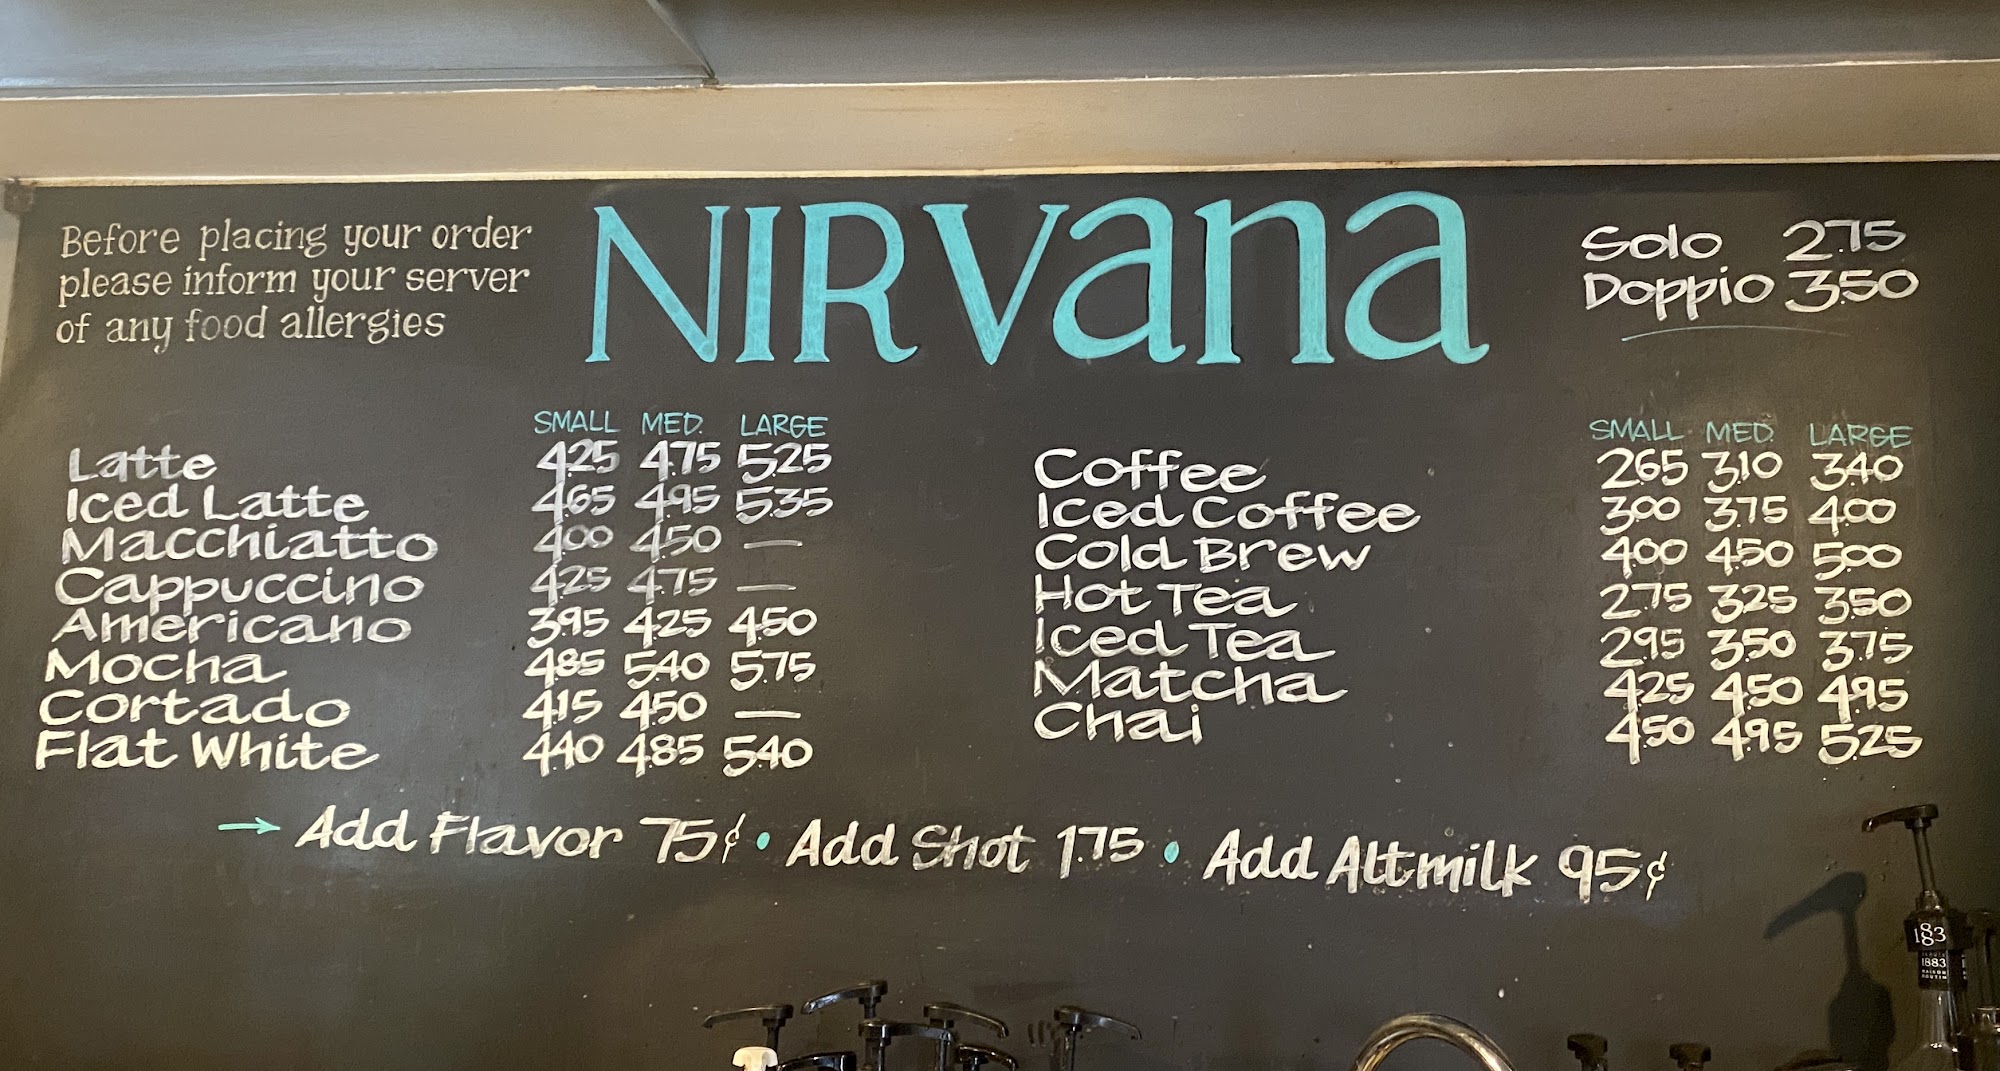 Before placing your order
please inform your server
of any food allergies
NIRVana
Solo 2.75
Doppio 3.50
SMALL MED. LARGE
Latte 4.25 4.75 5.25
Iced Latte 4.65 4.95 5.35
Macchiatto 4.00 4.50 —
Cappuccino 4.25 4.75 —
Americano 3.95 4.25 4.50
Mocha 4.85 5.40 5.75
Cortado 4.15 4.50 —
Flat White 4.40 4.85 5.40
SMALL MED. LARGE
Coffee 2.65 3.10 3.40
Iced Coffee 3.00 3.75 4.00
Cold Brew 4.00 4.50 5.00
Hot Tea 2.75 3.25 3.50
Iced Tea 2.95 3.50 3.75
Matcha 4.25 4.50 4.95
Chai 4.50 4.95 5.25
→ Add Flavor 75¢ • Add Shot 1.75 • Add Altmilk 95¢
1883
1883
MAISON
ROUTIN